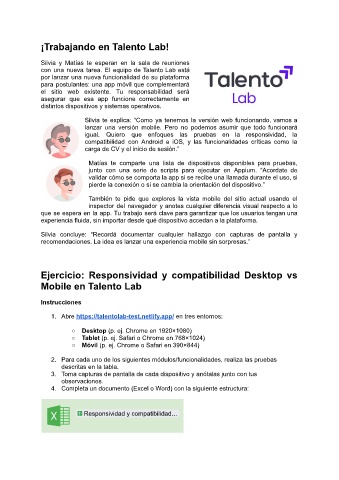 ¡Trabajando en Talento Lab!
Silvia y Matías te esperan en la sala de reuniones
con una nueva tarea. El equipo de Talento Lab está
por lanzar una nueva funcionalidad de su plataforma
para postulantes: una app móvil que complementará
el sitio web existente. Tu responsabilidad será
asegurar que esa app funcione correctamente en
distintos dispositivos y sistemas operativos.
Talento
Lab
Silvia te explica: “Como ya tenemos la versión web funcionando, vamos a
lanzar una versión mobile. Pero no podemos asumir que todo funcionará
igual. Quiero que enfoques las pruebas en la responsividad, la
compatibilidad con Android e iOS, y las funcionalidades críticas como la
carga de CV y el inicio de sesión.”
Matías te comparte una lista de dispositivos disponibles para pruebas,
junto con una serie de scripts para ejecutar en Appium. “Acordate de
validar cómo se comporta la app si se recibe una llamada durante el uso, si
pierde la conexión o si se cambia la orientación del dispositivo.”
También te pide que explores la vista mobile del sitio actual usando el
inspector del navegador y anotes cualquier diferencia visual respecto a lo
que se espera en la app. Tu trabajo será clave para garantizar que los usuarios tengan una
experiencia fluida, sin importar desde qué dispositivo accedan a la plataforma.
Silvia concluye: “Recordá documentar cualquier hallazgo con capturas de pantalla y
recomendaciones. La idea es lanzar una experiencia mobile sin sorpresas.”
Ejercicio: Responsividad y compatibilidad Desktop vs
Mobile en Talento Lab
Instrucciones
1. Abre https://talentolab-test.netlify.app/ en tres entornos:
○ Desktop (p. ej. Chrome en 1920×1080)
○ Tablet (p. ej. Safari o Chrome en 768×1024)
○ Móvil (p. ej. Chrome o Safari en 390×844)
2. Para cada uno de los siguientes módulos/funcionalidades, realiza las pruebas
descritas en la tabla.
3. Toma capturas de pantalla de cada dispositivo y anótalas junto con tus
observaciones.
4. Completa un documento (Excel o Word) con la siguiente estructura:
Responsividad y compatibilidad…